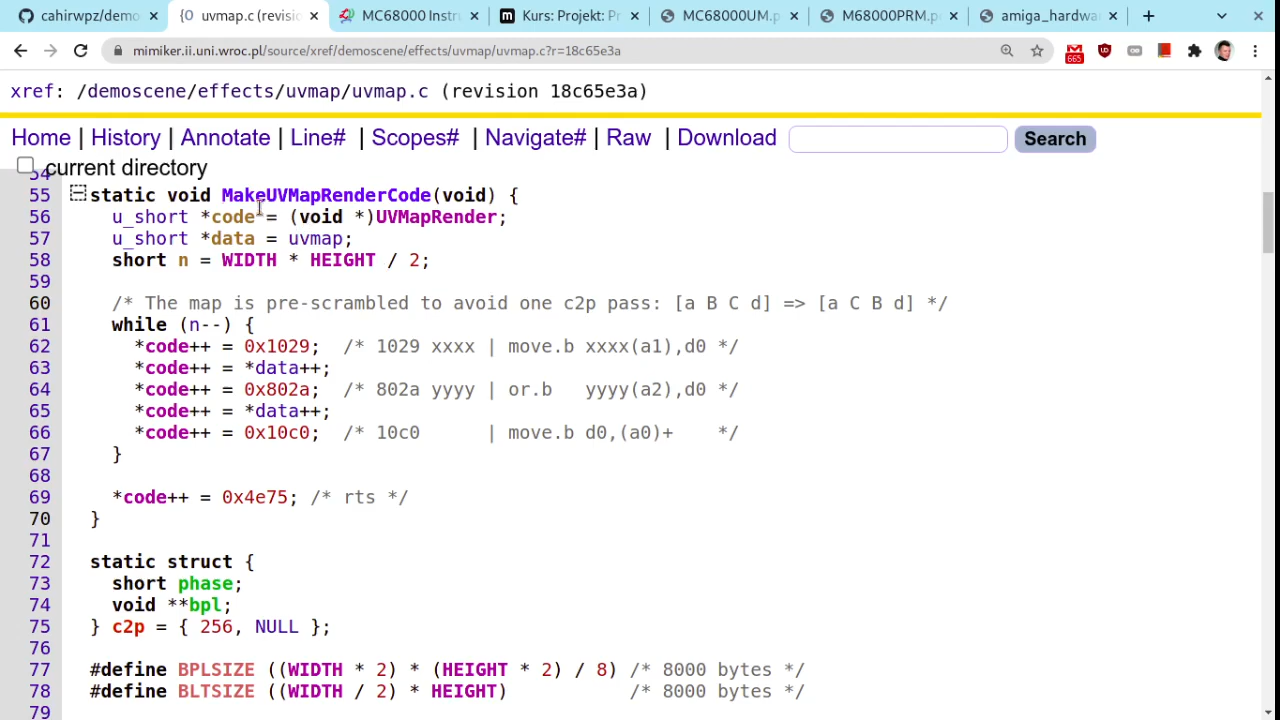 cahirwpz/demo
{O uvmap.c (revisio
MC68000 Instru
m Kurs: Projekt: Pr
MC68000UM.p
M68000PRM.p
amiga_hardwa
mimiker.ii.uni.wroc.pl/source/xref/demoscene/effects/uvmap/uvmap.c?r=18c65e3a
665
xref: /demoscene/effects/uvmap/uvmap.c (revision 18c65e3a)
Home | History | Annotate | Line# | Scopes# | Navigate# | Raw | Download Search
current directory
54
55 static void MakeUVMapRenderCode(void) {
56 u_short *code = (void *)UVMapRender;
57 u_short *data = uvmap;
58 short n = WIDTH * HEIGHT / 2;
59
60 /* The map is pre-scrambled to avoid one c2p pass: [a B C d] => [a C B d] */
61 while (n--) {
62 *code++ = 0x1029; /* 1029 xxxx | move.b xxxx(a1),d0 */
63 *code++ = *data++;
64 *code++ = 0x802a; /* 802a yyyy | or.b yyyy(a2),d0 */
65 *code++ = *data++;
66 *code++ = 0x10c0; /* 10c0 | move.b d0,(a0)+ */
67 }
68
69 *code++ = 0x4e75; /* rts */
70 }
71
72 static struct {
73 short phase;
74 void **bpl;
75 } c2p = { 256, NULL };
76
77 #define BPLSIZE ((WIDTH * 2) * (HEIGHT * 2) / 8) /* 8000 bytes */
78 #define BLTSIZE ((WIDTH / 2) * HEIGHT) /* 8000 bytes */
79